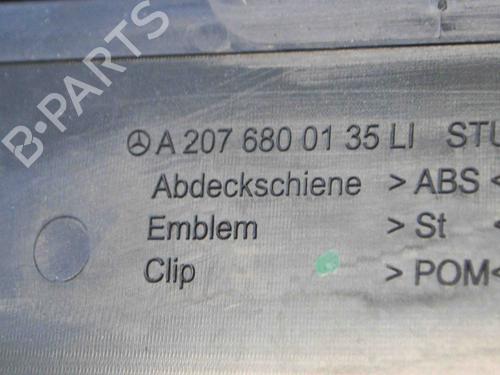 B-PARTS
A 207 680 01 35 LI STU
Abdeckschiene > ABS <
Emblem > St <
Clip > POM<